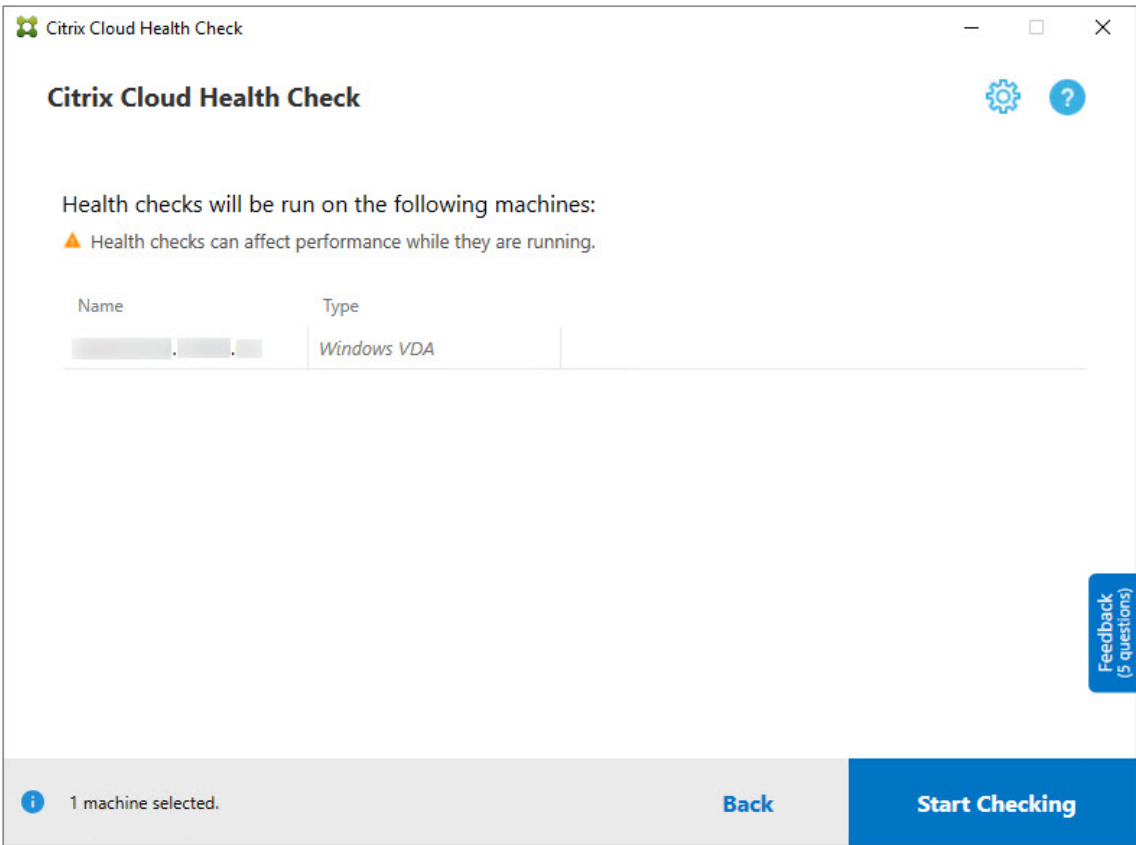 Citrix Cloud Health Check
Citrix Cloud Health Check
?
Health checks will be run on the following machines:
Health checks can affect performance while they are running.
Name Type
. . Windows VDA
Feedback
(5 questions)
i 1 machine selected. Back Start Checking